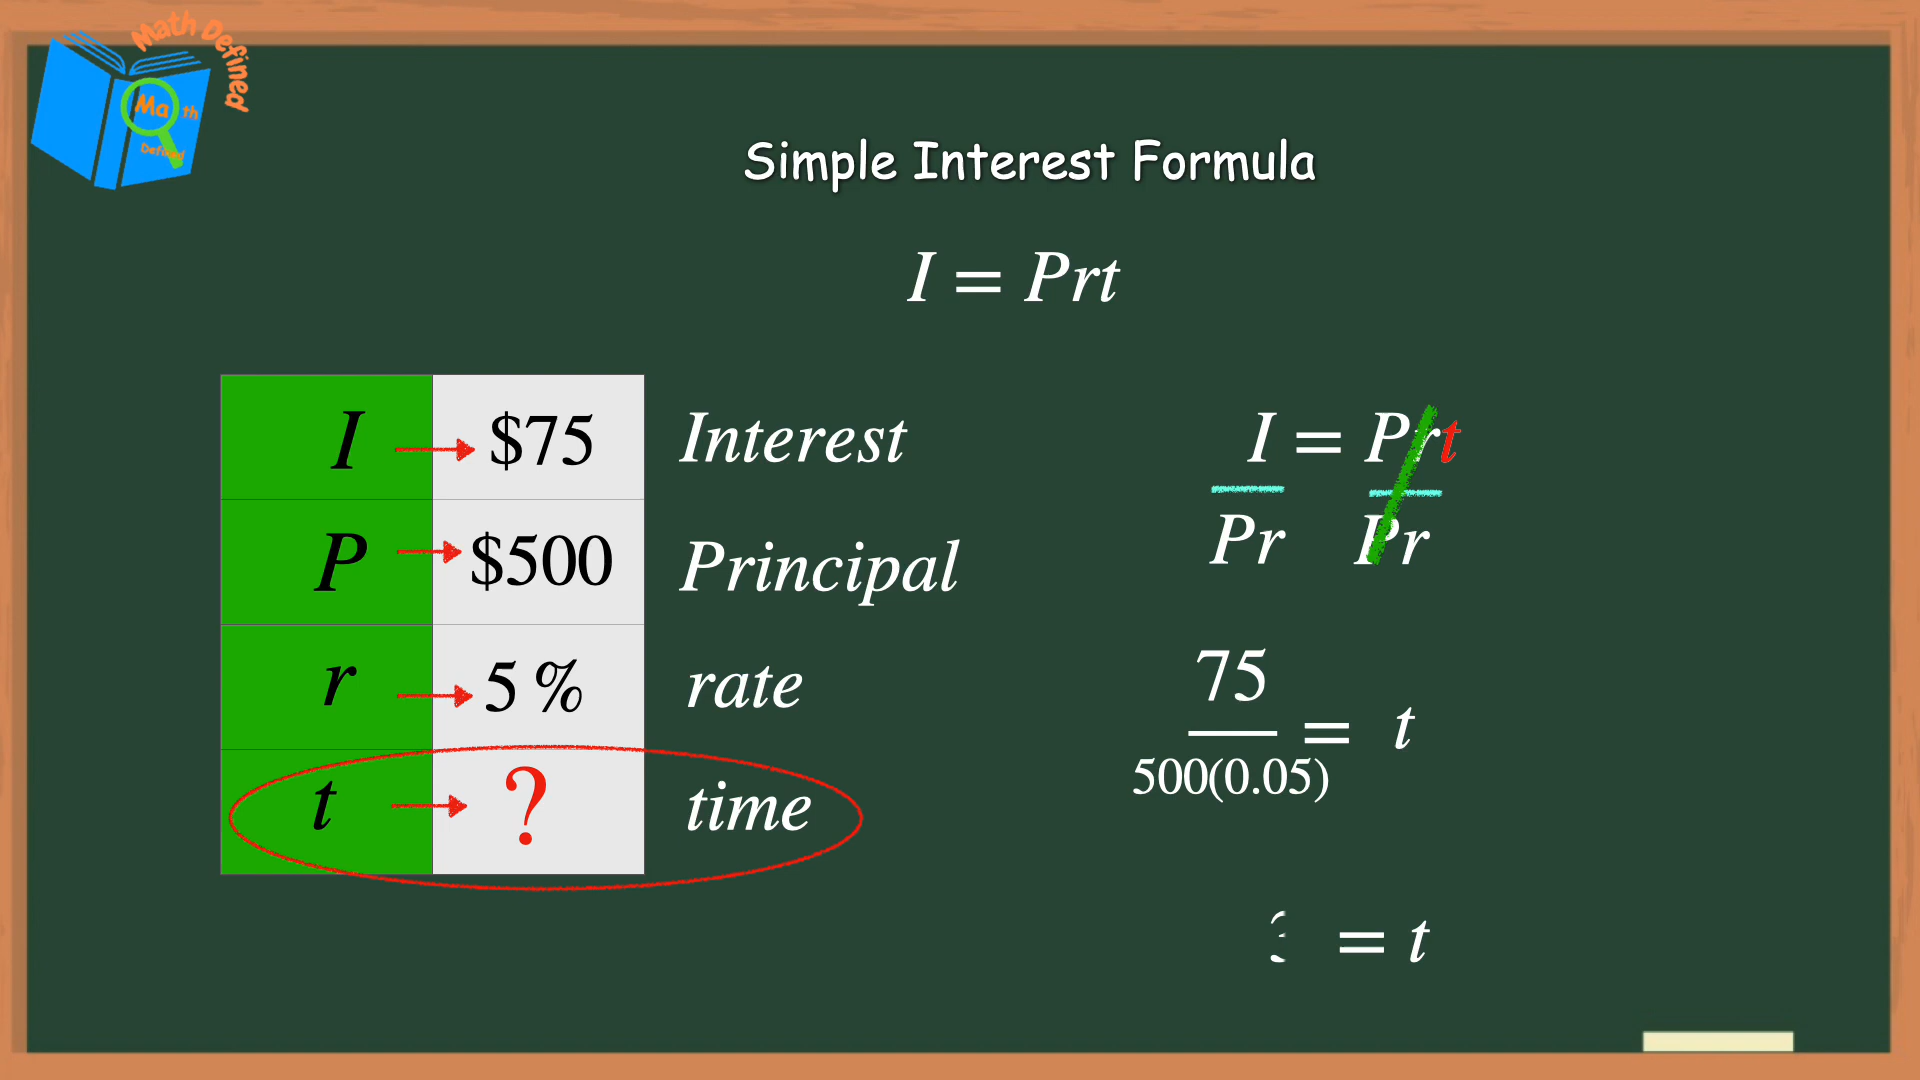 Math Defined
Ma th
Defined
Simple Interest Formula
I = Prt
I $75 Interest
P $500 Principal
r 5 % rate
t ? time
I = Prt
Pr Pr
75
500(0.05)
= t
= t